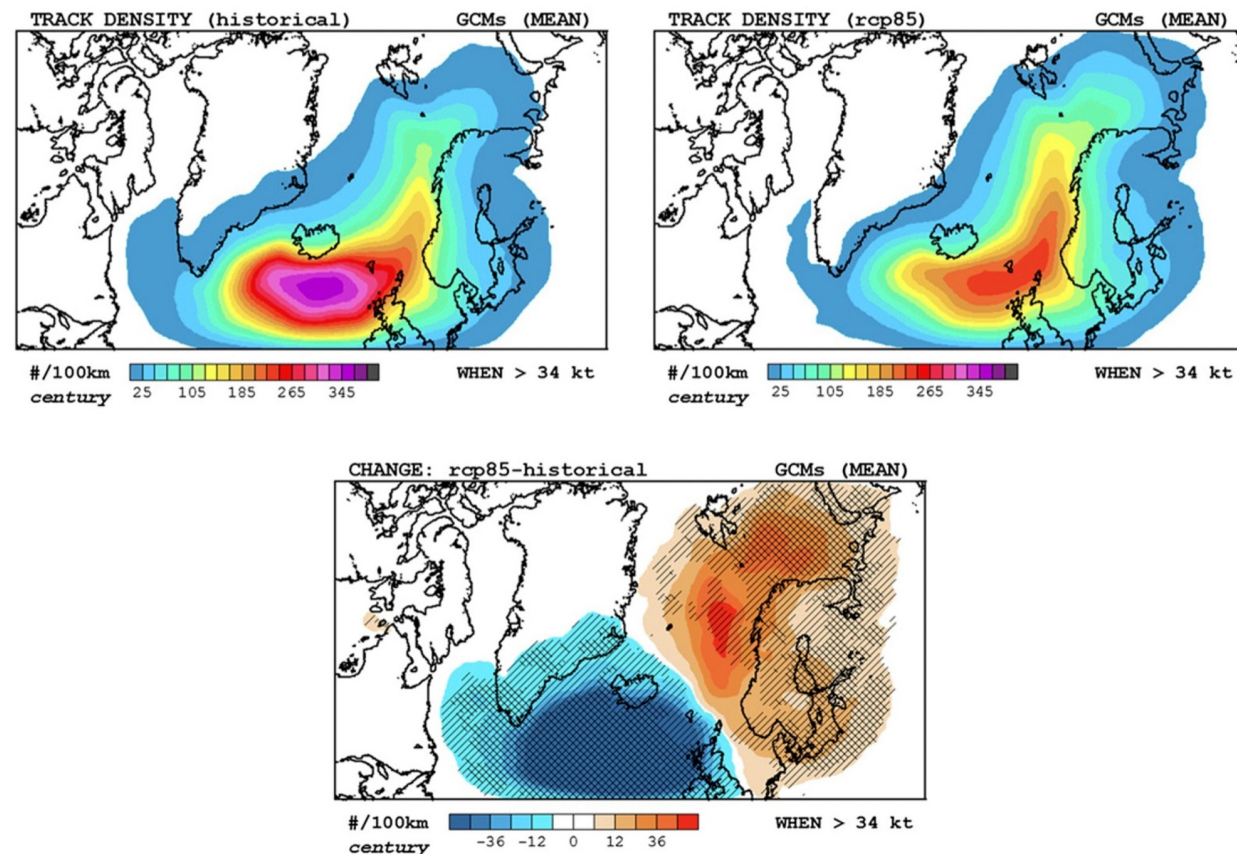 TRACK DENSITY (historical) GCMs (MEAN)
#/100km 25 105 185 265 345 WHEN > 34 kt
century
TRACK DENSITY (rcp85) GCMs (MEAN)
#/100km 25 105 185 265 345 WHEN > 34 kt
century
CHANGE: rcp85-historical GCMs (MEAN)
#/100km -36 -12 0 12 36 WHEN > 34 kt
century